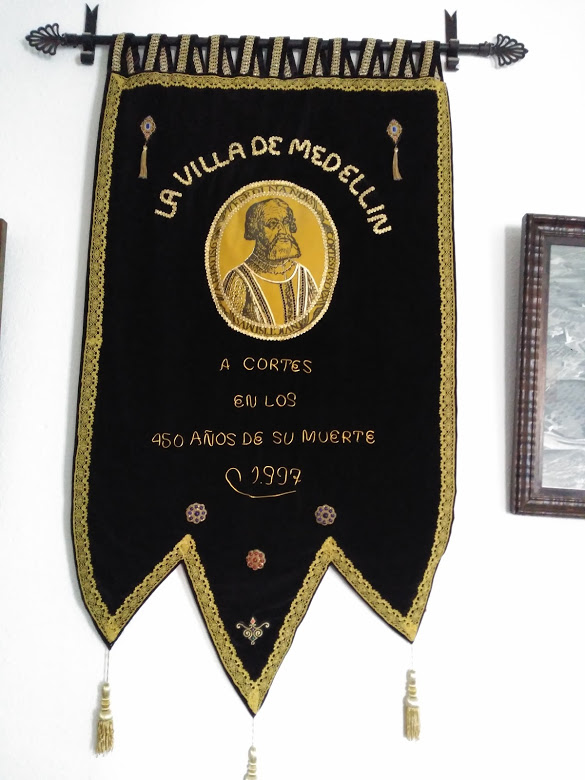 LA VILLA DE MEDELLIN
A CORTES
EN LOS
450 AÑOS DE SU MUERTE
1.997